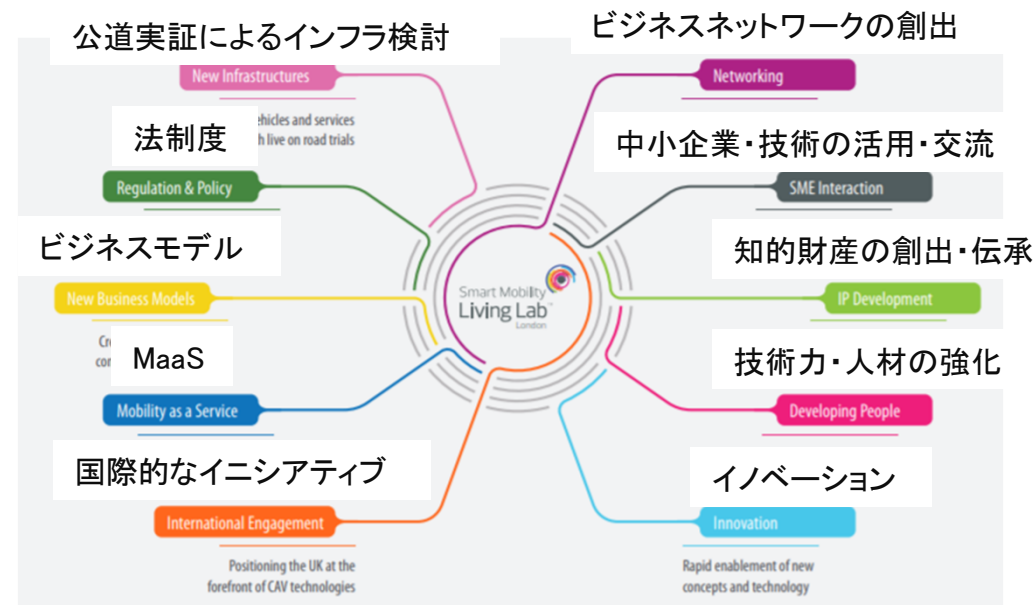 公道実証によるインフラ検討
New Infrastructures
ehicles and services
h live on road trials
法制度
Regulation & Policy
ビジネスモデル
New Business Models
Cr
con
MaaS
Mobility as a Service
国際的なイニシアティブ
International Engagement
Positioning the UK at the
forefront of CAV technologies
Smart Mobility
Living Lab™
London
ビジネスネットワークの創出
Networking
中小企業・技術の活用・交流
SME Interaction
知的財産の創出・伝承
IP Development
技術力・人材の強化
Developing People
イノベーション
Innovation
Rapid enablement of new
concepts and technology